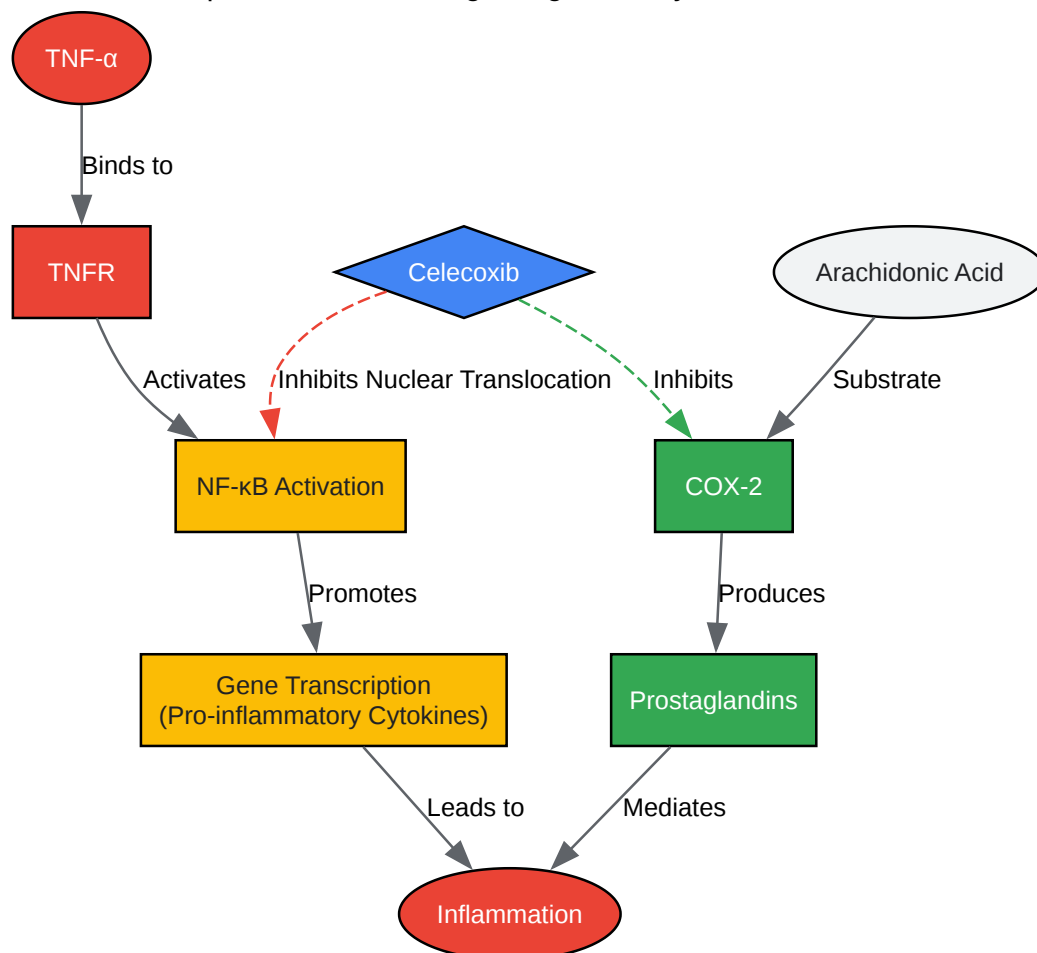 TNF-α
Binds to
TNFR
Celecoxib
Arachidonic Acid
Activates
Inhibits Nuclear Translocation
Inhibits
Substrate
NF-κB Activation
COX-2
Promotes
Produces
Gene Transcription
(Pro-inflammatory Cytokines)
Prostaglandins
Leads to
Mediates
Inflammation